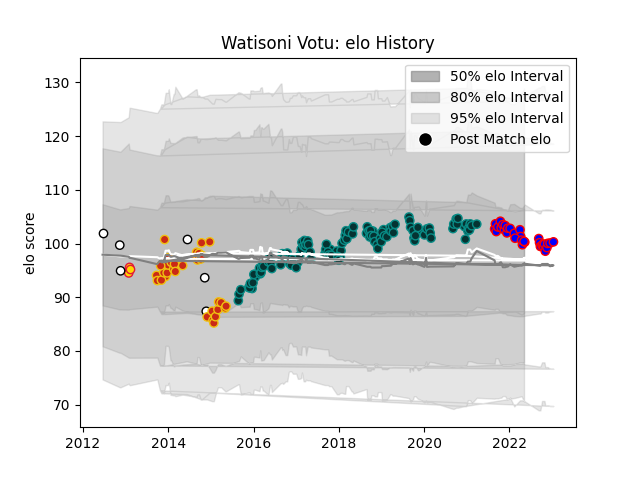 Watisoni Votu: elo History
elo score
130
120
110
100
90
80
70
50% elo Interval
80% elo Interval
95% elo Interval
Post Match elo
2012
2014
2016
2018
2020
2022